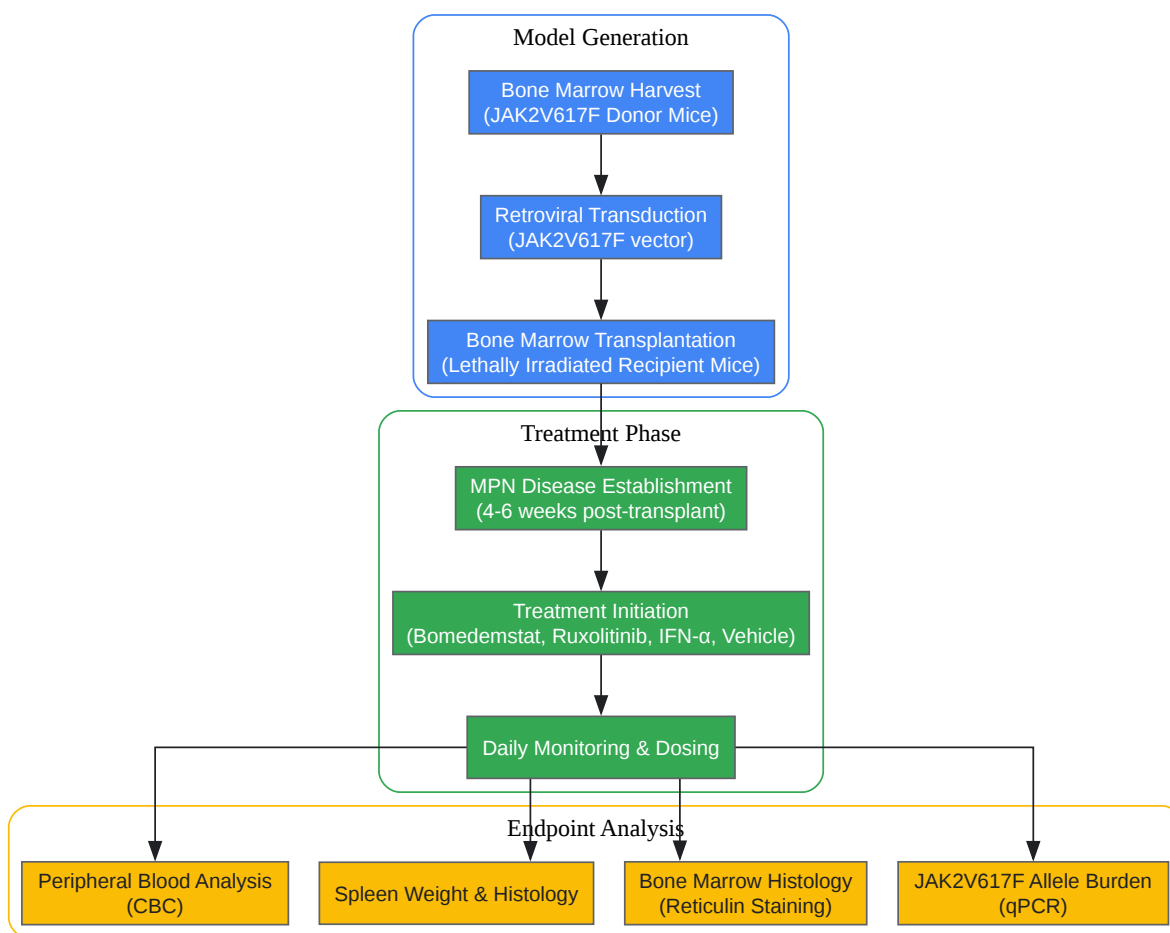 Model Generation
Bone Marrow Harvest
(JAK2V617F Donor Mice)
Retroviral Transduction
(JAK2V617F vector)
Bone Marrow Transplantation
(Lethally Irradiated Recipient Mice)
Treatment Phase
MPN Disease Establishment
(4-6 weeks post-transplant)
Treatment Initiation
(Bomedemstat, Ruxolitinib, IFN-α, Vehicle)
Daily Monitoring & Dosing
Endpoint Analysis
Peripheral Blood Analysis
(CBC)
Spleen Weight & Histology
Bone Marrow Histology
(Reticulin Staining)
JAK2V617F Allele Burden
(qPCR)